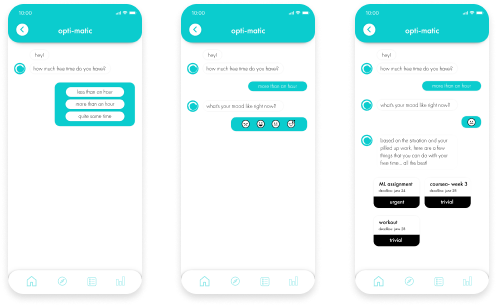 10:00
opti-matic
hey!
how much free time do you have?
less than an hour
more than an hour
quite some time
10:00
opti-matic
hey!
how much free time do you have?
more than an hour
what's your mood like right now?
10:00
opti-matic
hey!
how much free time do you have?
more than an hour
what's your mood like right now?
based on the situation and your
piled up work, here are a few
things that you can do with your
free time... all the best!
ML assignment
deadline: june 24
urgent
coursera- week 3
deadline: june 28
trivial
workout
deadline: june 28
trivial